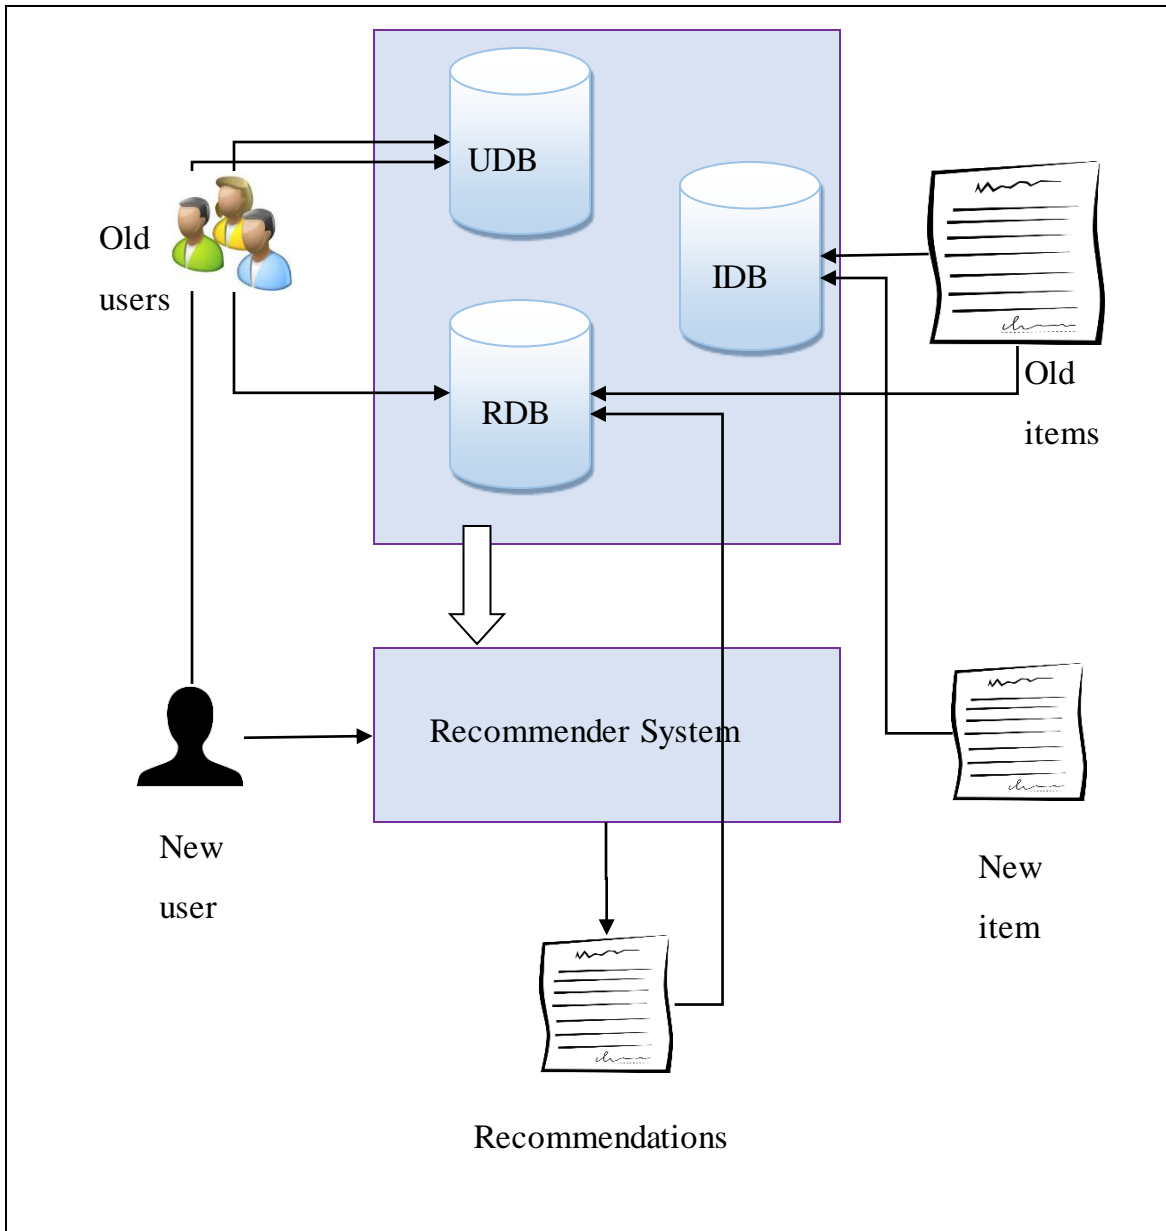 UDB
Old
users
IDB
RDB
Old
items
Recommender System
New
user
New
item
Recommendations